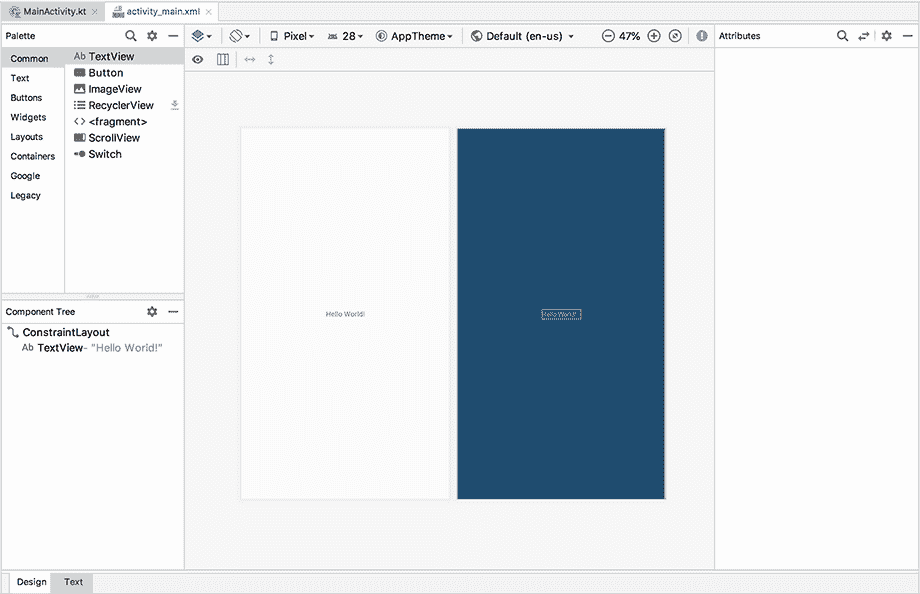 MainActivity.kt
activity_main.xml
Palette
Pixel
28
AppTheme
Default (en-us)
47%
Attributes
Common
Text
Buttons
Widgets
Layouts
Containers
Google
Legacy
Ab TextView
Button
ImageView
RecyclerView
<fragment>
ScrollView
Switch
Hello World!
Hello World!
Component Tree
ConstraintLayout
Ab TextView- "Hello World!"
Design
Text